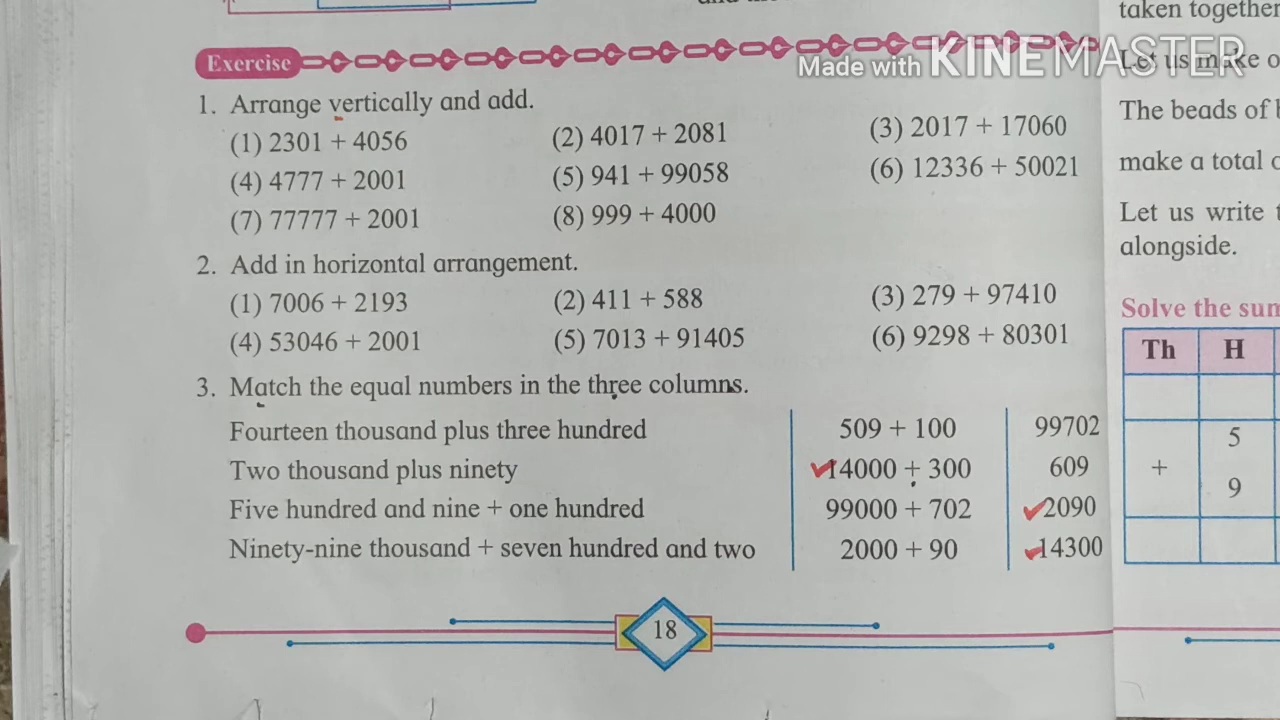 taken together
Exercise
Made with KINEMASTER
Let us make o
1. Arrange vertically and add.
The beads of
(1) 2301 + 4056 (2) 4017 + 2081 (3) 2017 + 17060
(4) 4777 + 2001 (5) 941 + 99058 (6) 12336 + 50021
make a total
(7) 77777 + 2001 (8) 999 + 4000
Let us write
alongside.
2. Add in horizontal arrangement.
(1) 7006 + 2193 (2) 411 + 588 (3) 279 + 97410
(4) 53046 + 2001 (5) 7013 + 91405 (6) 9298 + 80301
Solve the sum
Th H
5
+
9
3. Match the equal numbers in the three columns.
Fourteen thousand plus three hundred 509 + 100 99702
Two thousand plus ninety 14000 + 300 609
Five hundred and nine + one hundred 99000 + 702 2090
Ninety-nine thousand + seven hundred and two 2000 + 90 14300
18